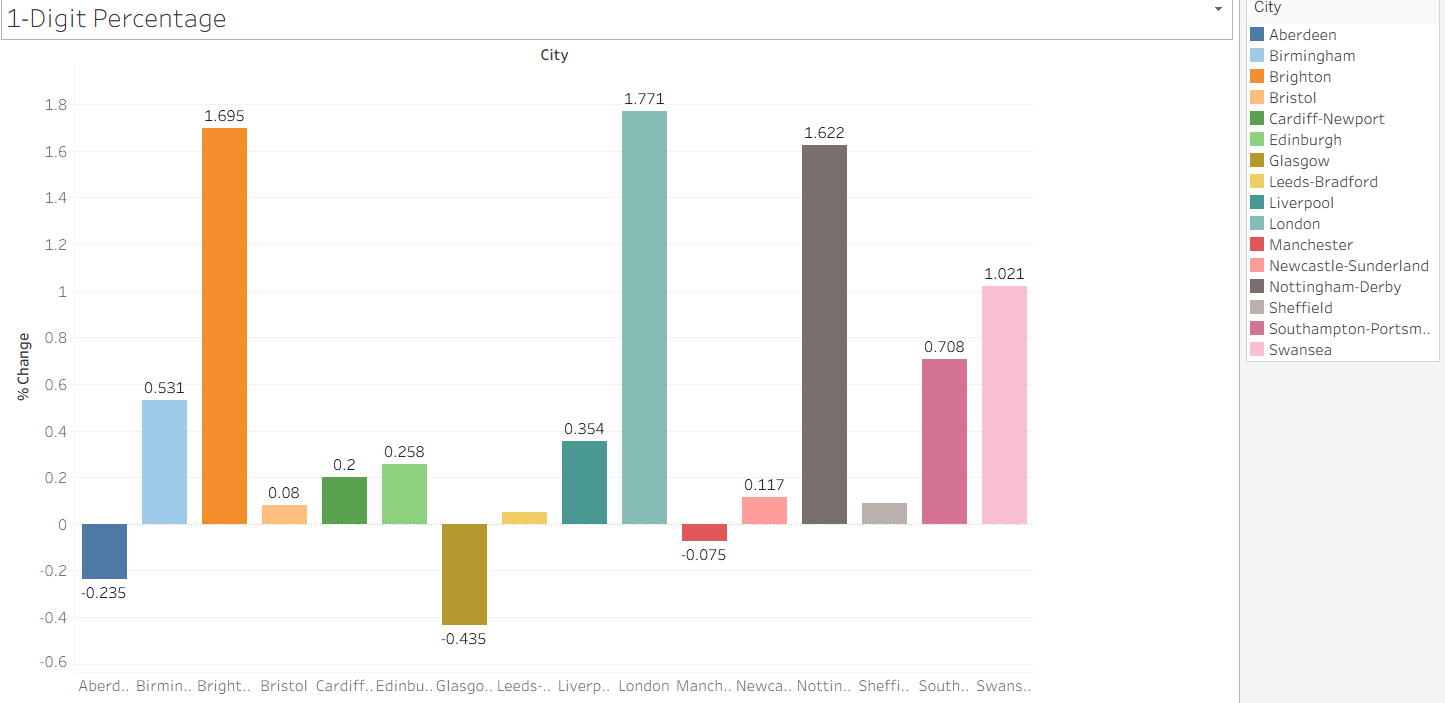 1-Digit Percentage
City
1.8
1.6
1.4
1.2
1
0.8
0.6
0.4
0.2
0
-0.2
-0.4
-0.6
% Change
-0.235
0.531
1.695
0.08
0.2
0.258
-0.435
0.354
1.771
-0.075
0.117
1.622
0.708
1.021
Aberd.. Birmin.. Bright.. Bristol Cardiff.. Edinbu.. Glasgo.. Leeds-.. Liverp.. London Manch.. Newca.. Nottin.. Sheffi.. South.. Swans..
City
Aberdeen
Birmingham
Brighton
Bristol
Cardiff-Newport
Edinburgh
Glasgow
Leeds-Bradford
Liverpool
London
Manchester
Newcastle-Sunderland
Nottingham-Derby
Sheffield
Southampton-Portsm..
Swansea